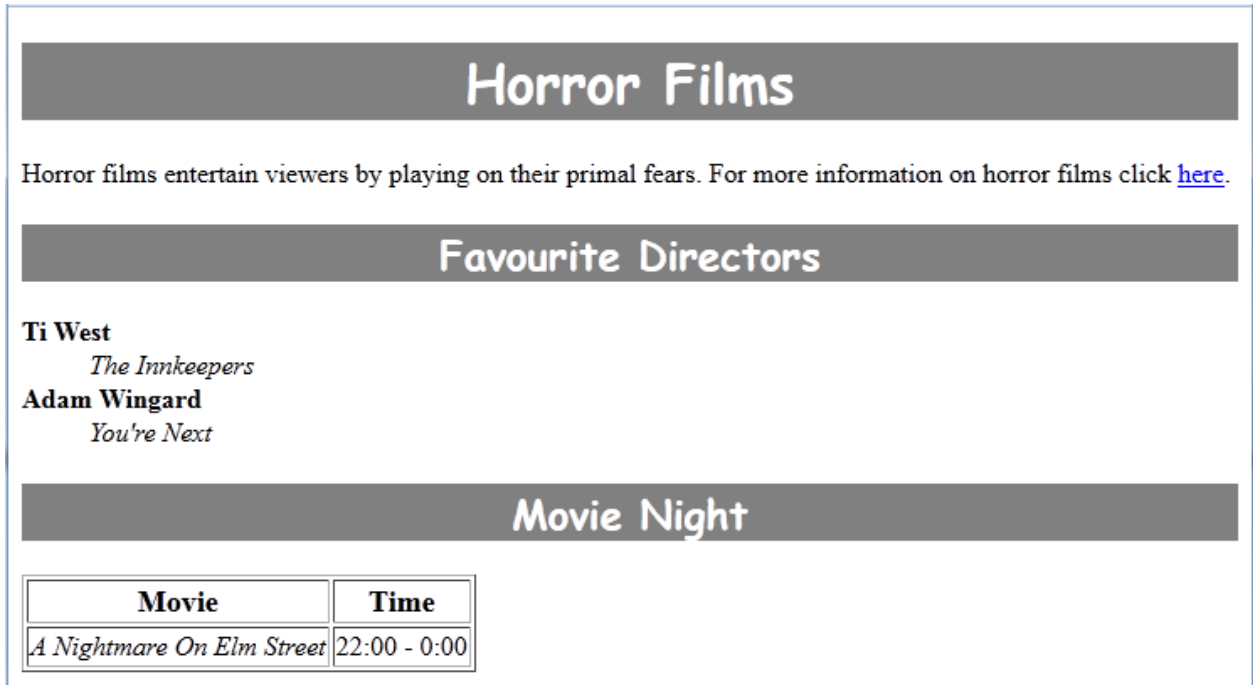 Horror Films
Horror films entertain viewers by playing on their primal fears. For more information on horror films click here.
Favourite Directors
Ti West
The Innkeepers
Adam Wingard
You're Next
Movie Night
Movie Time
A Nightmare On Elm Street 22:00 - 0:00